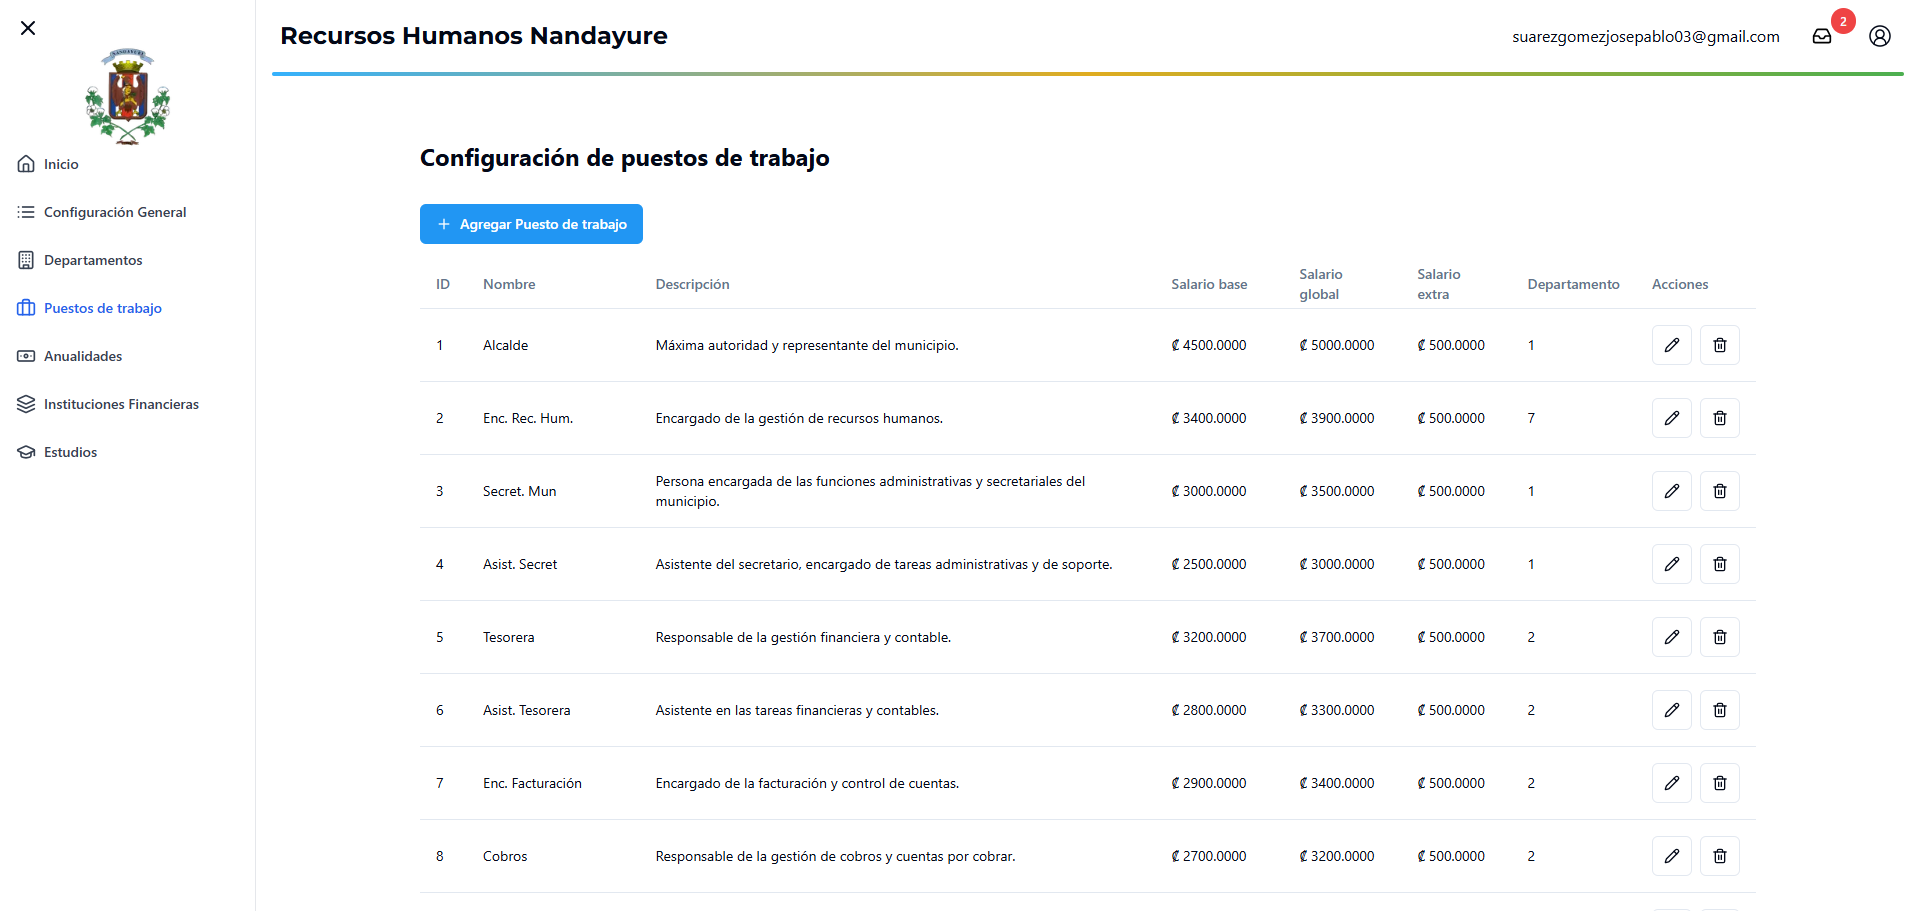 NANDAYURE
Recursos Humanos Nandayure
suarezgomezjosepablo03@gmail.com
2
Inicio
Configuración General
Departamentos
Puestos de trabajo
Anualidades
Instituciones Financieras
Estudios
Configuración de puestos de trabajo
Agregar Puesto de trabajo
ID Nombre Descripción Salario base Salario global Salario extra Departamento Acciones
1 Alcalde Máxima autoridad y representante del municipio. ₡ 4500.0000 ₡ 5000.0000 ₡ 500.0000 1
2 Enc. Rec. Hum. Encargado de la gestión de recursos humanos. ₡ 3400.0000 ₡ 3900.0000 ₡ 500.0000 7
3 Secret. Mun Persona encargada de las funciones administrativas y secretariales del municipio. ₡ 3000.0000 ₡ 3500.0000 ₡ 500.0000 1
4 Asist. Secret Asistente del secretario, encargado de tareas administrativas y de soporte. ₡ 2500.0000 ₡ 3000.0000 ₡ 500.0000 1
5 Tesorera Responsable de la gestión financiera y contable. ₡ 3200.0000 ₡ 3700.0000 ₡ 500.0000 2
6 Asist. Tesorera Asistente en las tareas financieras y contables. ₡ 2800.0000 ₡ 3300.0000 ₡ 500.0000 2
7 Enc. Facturación Encargado de la facturación y control de cuentas. ₡ 2900.0000 ₡ 3400.0000 ₡ 500.0000 2
8 Cobros Responsable de la gestión de cobros y cuentas por cobrar. ₡ 2700.0000 ₡ 3200.0000 ₡ 500.0000 2